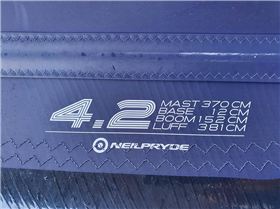 4.2
MAST 370 CM
BASE 12 CM
BOOM 152 CM
LUFF 381 CM
NEILPRYDE